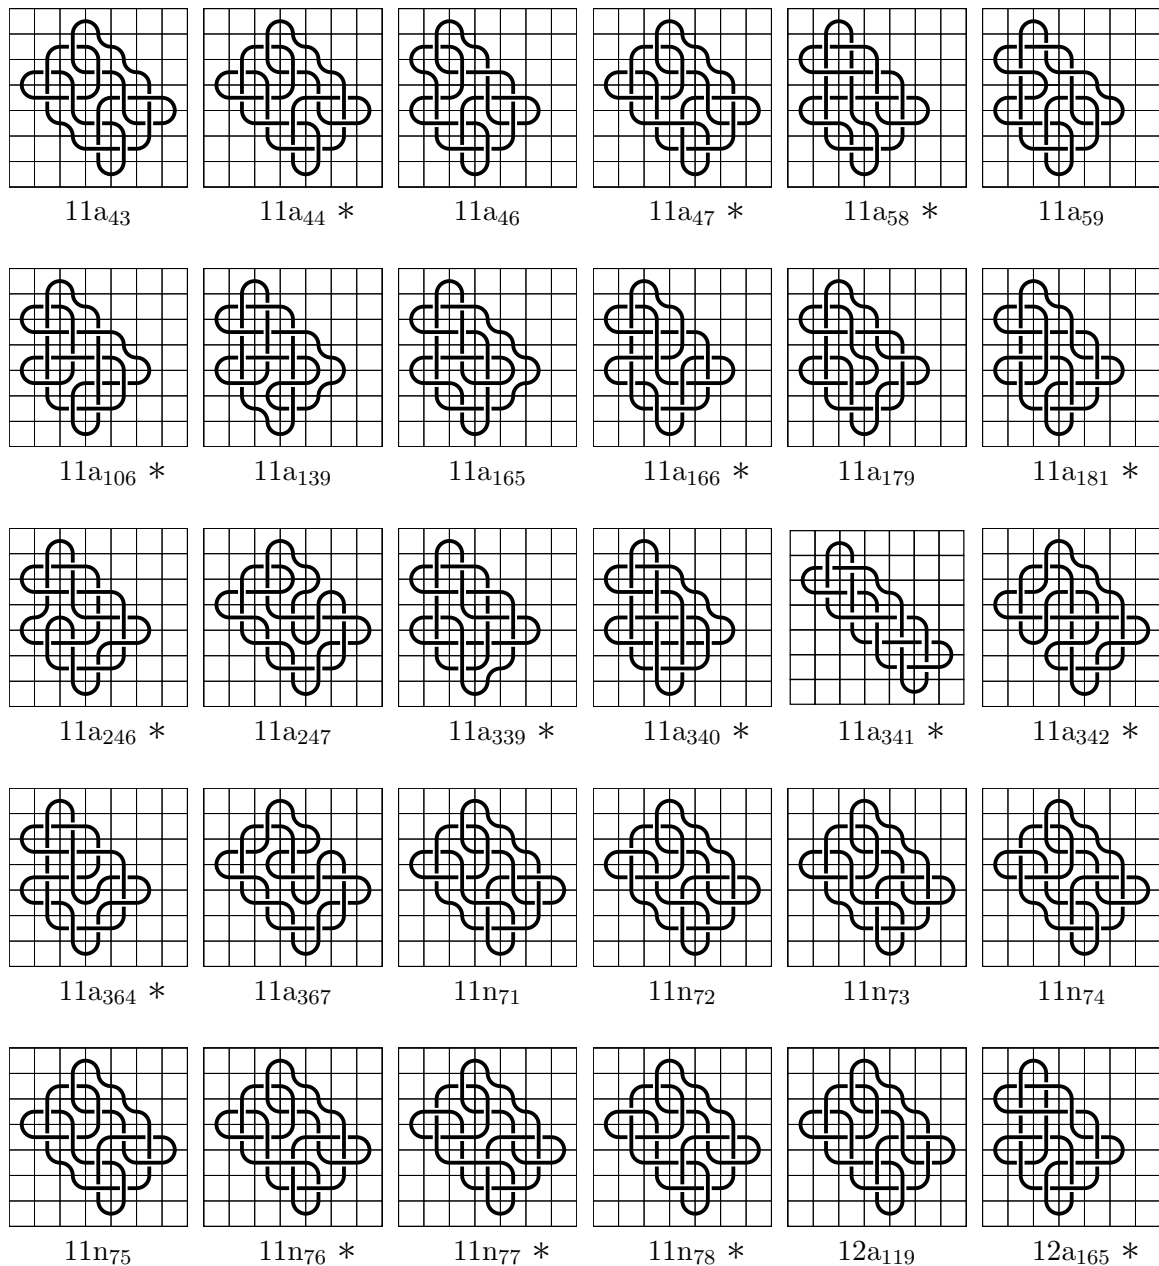 11a₄₃ 11a₄₄ * 11a₄₆ 11a₄₇ * 11a₅₈ * 11a₅₉
11a₁₀₆ * 11a₁₃₉ 11a₁₆₅ 11a₁₆₆ * 11a₁₇₉ 11a₁₈₁ *
11a₂₄₆ * 11a₂₄₇ 11a₃₃₉ * 11a₃₄₀ * 11a₃₄₁ * 11a₃₄₂ *
11a₃₆₄ * 11a₃₆₇ 11n₇₁ 11n₇₂ 11n₇₃ 11n₇₄
11n₇₅ 11n₇₆ * 11n₇₇ * 11n₇₈ * 12a₁₁₉ 12a₁₆₅ *